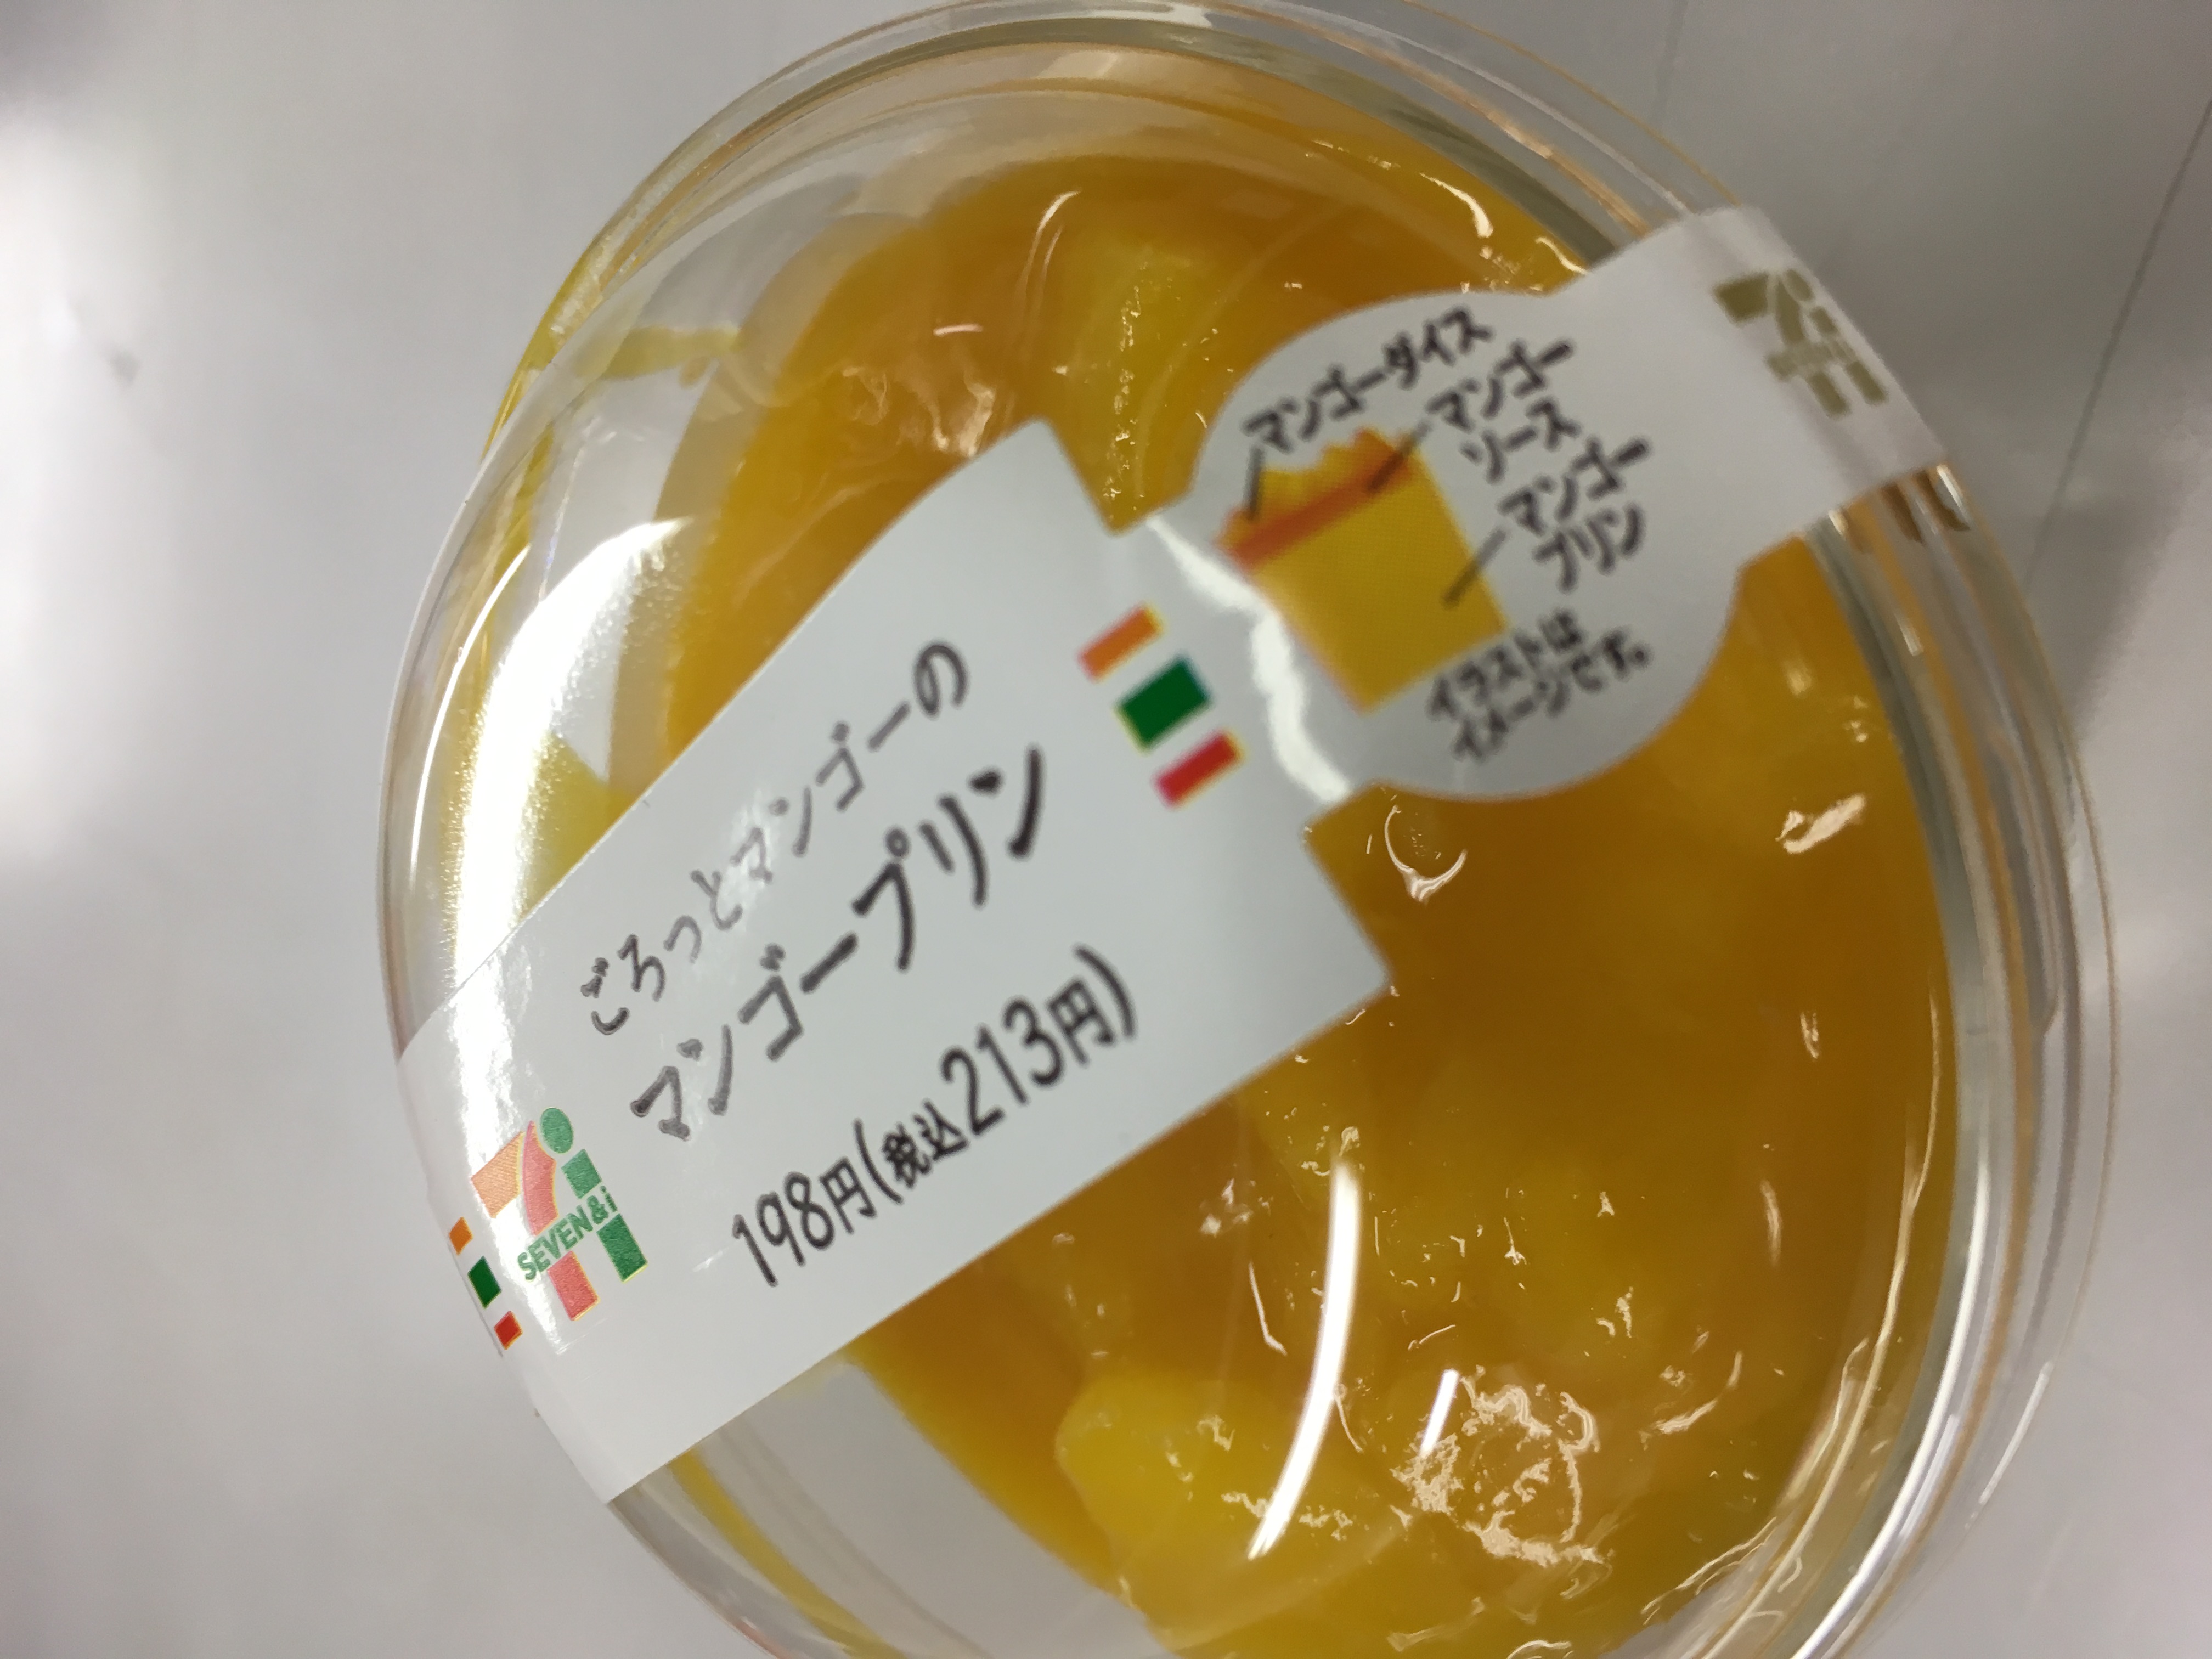 マンゴーダイス
マンゴー
ソース
マンゴー
プリン
イラストは
イメージです。
ごろっとマンゴーの
マンゴープリン
198円(税込213円)
SEVEN&i